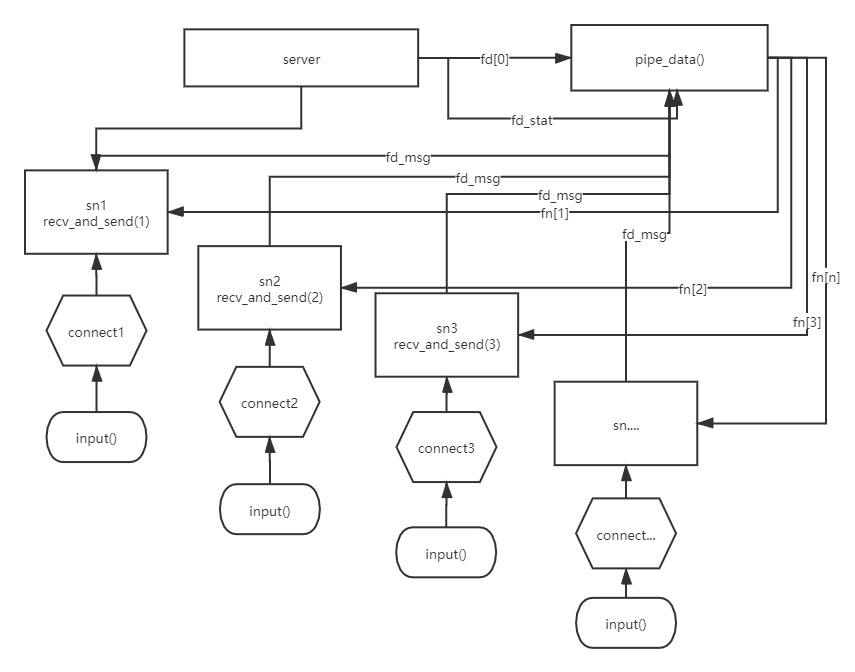 server
fd[0]
pipe_data()
fd_stat
fd_msg
fd_msg
fd_msg
sn1
recv_and_send(1)
fn[1]
fd_msg
fn[n]
sn2
recv_and_send(2)
fn[2]
fn[3]
connect1
sn3
recv_and_send(3)
connect2
sn....
input()
connect3
input()
connect...
input()
input()